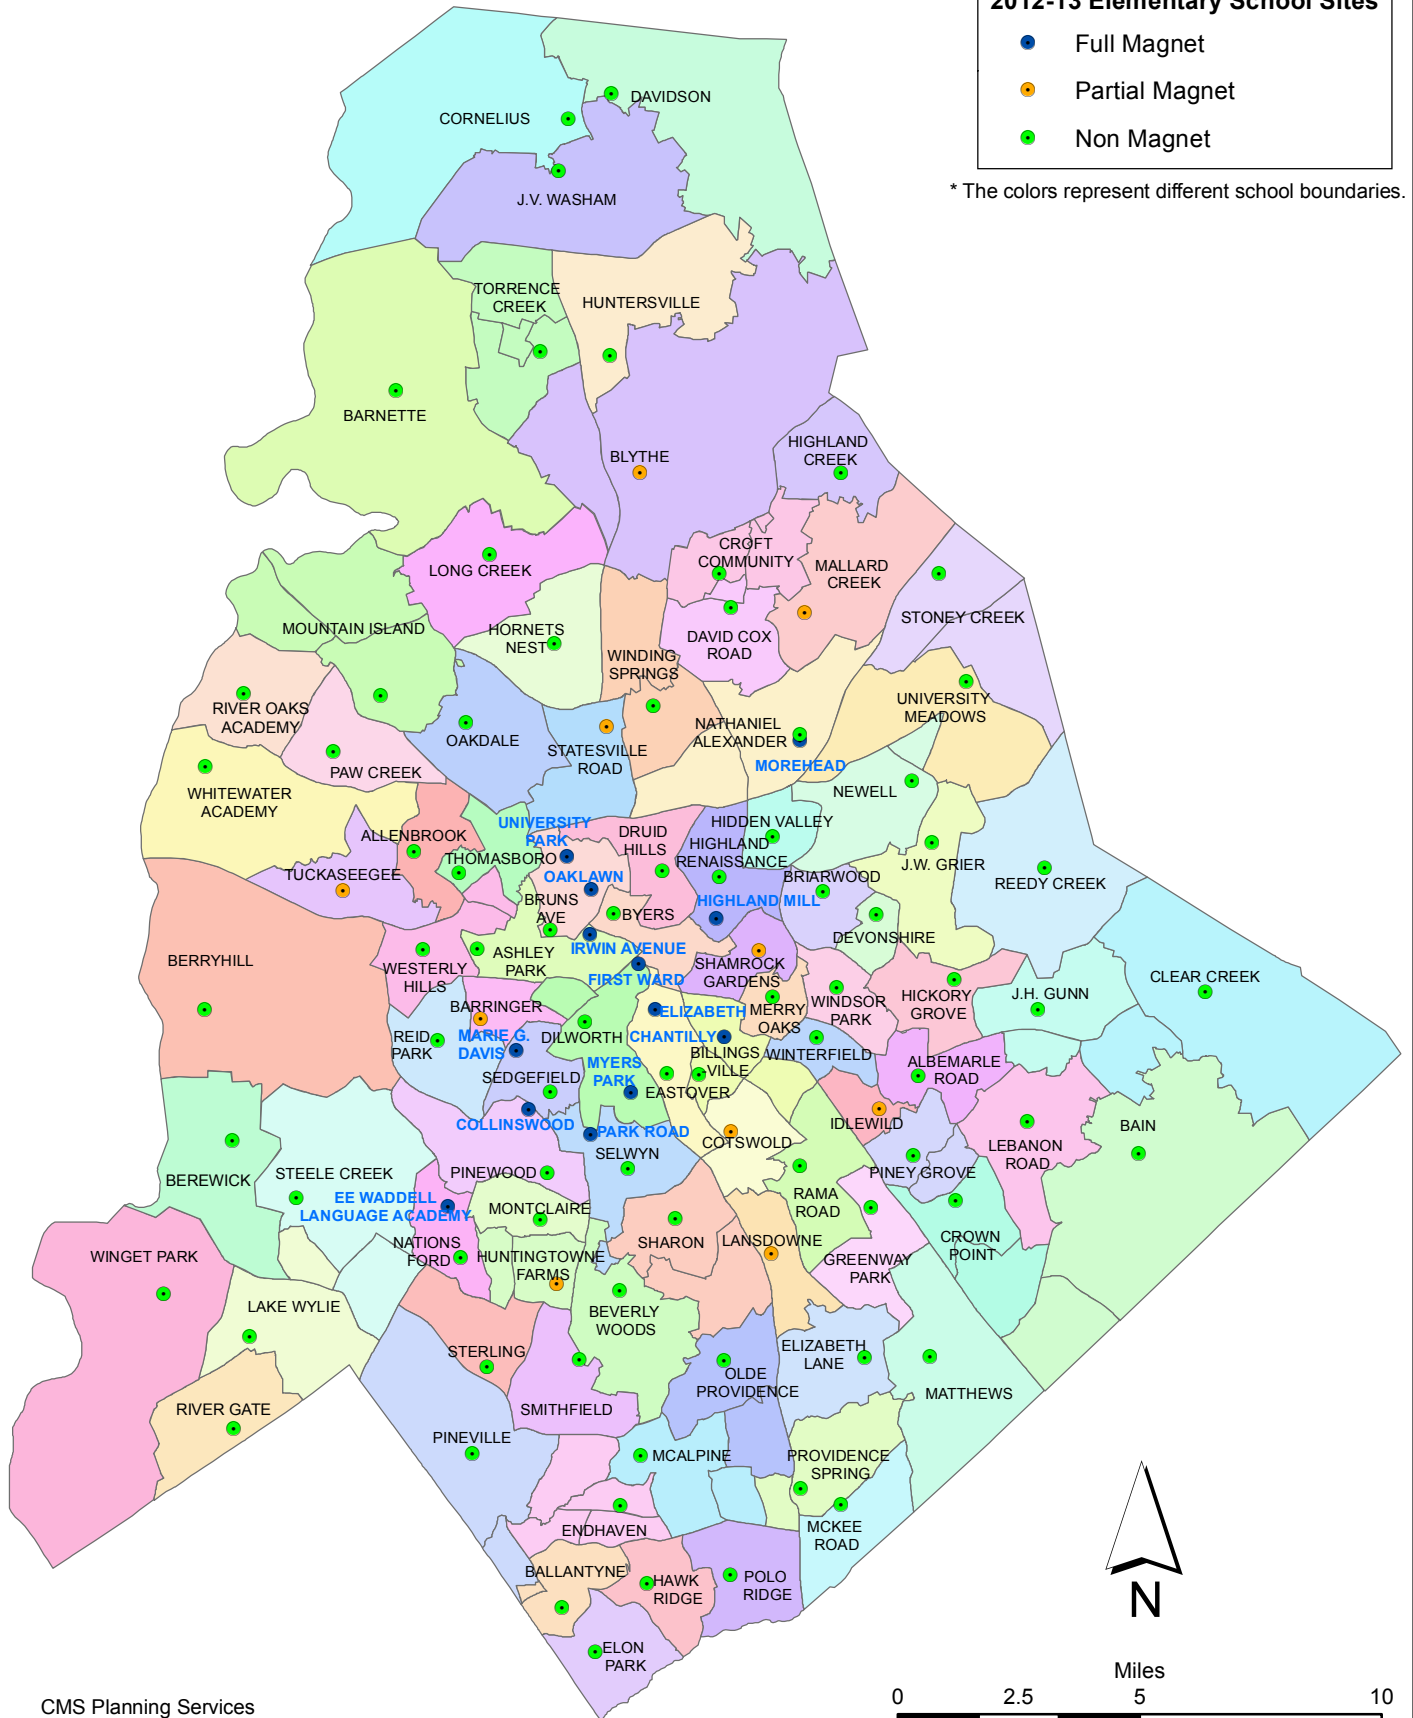 2012-13 Elementary School Sites
Full Magnet
Partial Magnet
Non Magnet
* The colors represent different school boundaries.
DAVIDSON
CORNELIUS
J.V. WASHAM
TORRENCE
CREEK
HUNTERSVILLE
BARNETTE
BLYTHE
HIGHLAND
CREEK
CROFT
COMMUNITY
MALLARD
CREEK
LONG CREEK
STONEY CREEK
MOUNTAIN ISLAND
HORNETS
NEST
DAVID COX
ROAD
WINDING
SPRINGS
RIVER OAKS
ACADEMY
UNIVERSITY
MEADOWS
OAKDALE
NATHANIEL
ALEXANDER
STATESVILLE
ROAD
MOREHEAD
PAW CREEK
WHITEWATER
ACADEMY
NEWELL
UNIVERSITY
PARK
HIDDEN VALLEY
ALLENBROOK
DRUID
HILLS
HIGHLAND
RENAISSANCE
THOMASBORO
J.W. GRIER
TUCKASEEGEE
OAKLAWN
BRIARWOOD
REEDY CREEK
BRUNS
AVE
HIGHLAND MILL
BYERS
DEVONSHIRE
IRWIN AVENUE
ASHLEY
PARK
BERRYHILL
WESTERLY
HILLS
SHAMROCK
GARDENS
FIRST WARD
CLEAR CREEK
HICKORY
GROVE
J.H. GUNN
WINDSOR
PARK
BARRINGER
ELIZABETH
MERRY
OAKS
REID
PARK
MARIE G.
DAVIS
DILWORTH
CHANTILLY
BILLINGS
-VILLE
WINTERFIELD
ALBEMARLE
ROAD
MYERS
PARK
SEDGEFIELD
EASTOVER
COLLINSWOOD
PARK ROAD
IDLEWILD
BAIN
COTSWOLD
LEBANON
ROAD
SELWYN
BEREWICK
STEELE CREEK
PINEWOOD
PINEY GROVE
EE WADDELL
LANGUAGE ACADEMY
MONTCLAIRE
RAMA
ROAD
CROWN
POINT
NATIONS
FORD
SHARON
LANSDOWNE
WINGET PARK
HUNTINGTOWNE
FARMS
GREENWAY
PARK
LAKE WYLIE
BEVERLY
WOODS
STERLING
ELIZABETH
LANE
OLDE
PROVIDENCE
MATTHEWS
RIVER GATE
SMITHFIELD
PINEVILLE
MCALPINE
PROVIDENCE
SPRING
ENDHAVEN
MCKEE
ROAD
BALLANTYNE
HAWK
RIDGE
POLO
RIDGE
N
ELON
PARK
Miles
CMS Planning Services
0 2.5 5 10